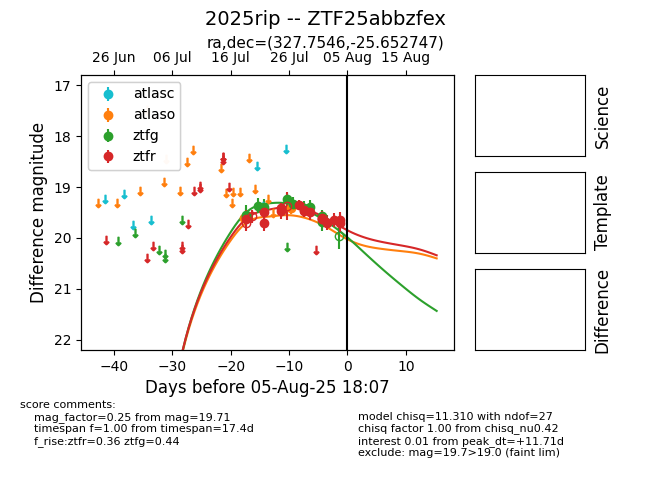 2025rip -- ZTF25abbzfex
ra,dec=(327.7546,-25.652747)
26 Jun 06 Jul 16 Jul 26 Jul 05 Aug 15 Aug
atlasc
atlaso
ztfg
ztfr
17
18
19
20
21
22
Difference magnitude
−40 −30 −20 −10 0 10
Days before 05-Aug-25 18:07
Science
Template
Difference
score comments:
mag_factor=0.25 from mag=19.71
timespan f=1.00 from timespan=17.4d
f_rise:ztfr=0.36 ztfg=0.44
model chisq=11.310 with ndof=27
chisq factor 1.00 from chisq_nu0.42
interest 0.01 from peak_dt=+11.71d
exclude: mag=19.7>19.0 (faint lim)